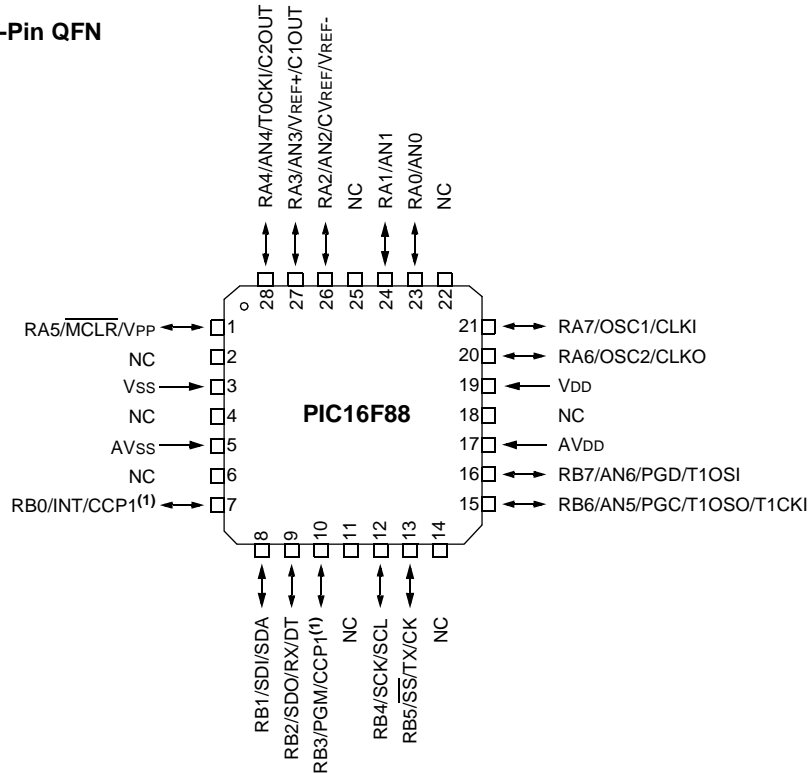 -Pin QFN
RA4/AN4/T0CKI/C2OUT
RA3/AN3/VREF+/C1OUT
RA2/AN2/CVREF/VREF-
NC
RA1/AN1
RA0/AN0
NC
28
27
26
25
24
23
22
RA5/MCLR/VPP
1
NC
2
VSS
3
NC
4
AVSS
5
NC
6
RB0/INT/CCP1(1)
7
PIC16F88
21
RA7/OSC1/CLKI
20
RA6/OSC2/CLKO
19
VDD
18
NC
17
AVDD
16
RB7/AN6/PGD/T1OSI
15
RB6/AN5/PGC/T1OSO/T1CKI
8
9
10
11
12
13
14
RB1/SDI/SDA
RB2/SDO/RX/DT
RB3/PGM/CCP1(1)
NC
RB4/SCK/SCL
RB5/SS/TX/CK
NC